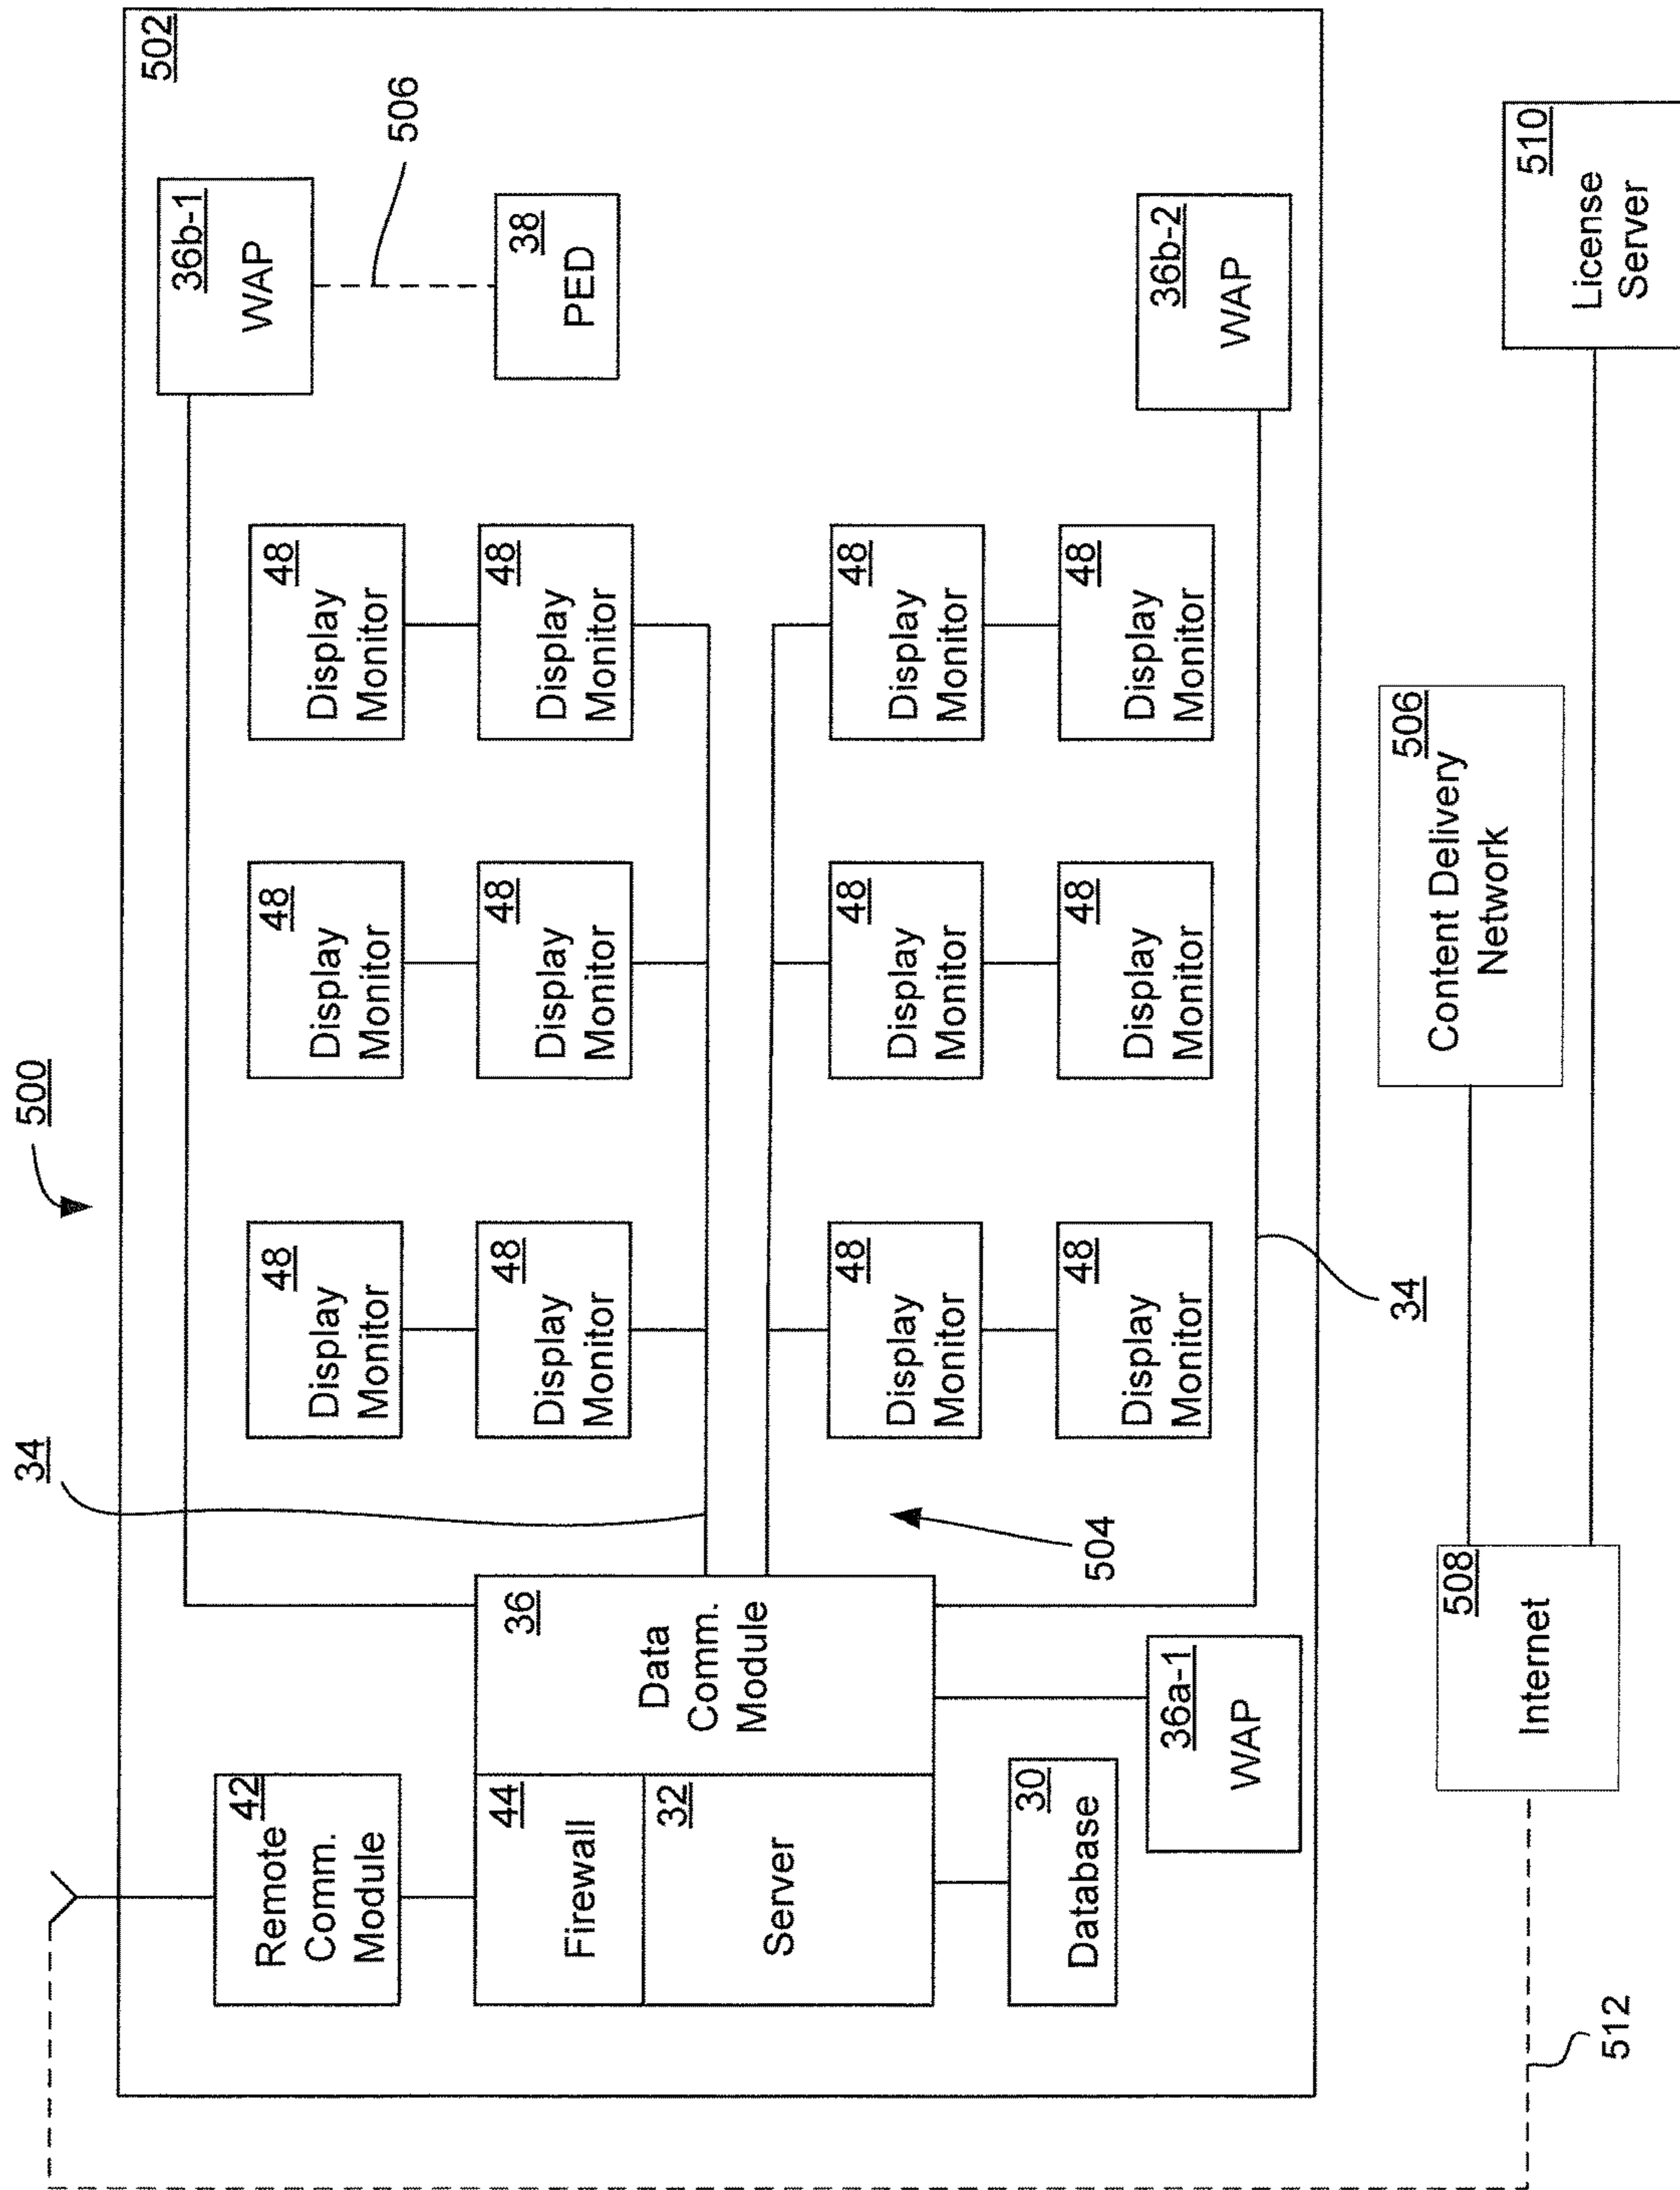 500
34
502
42
Remote
Comm.
Module
44
Firewall
32
Server
30
Database
36
Data
Comm.
Module
36a-1
WAP
504
48
Display
Monitor
48
Display
Monitor
48
Display
Monitor
48
Display
Monitor
48
Display
Monitor
48
Display
Monitor
48
Display
Monitor
48
Display
Monitor
48
Display
Monitor
48
Display
Monitor
48
Display
Monitor
48
Display
Monitor
36b-1
WAP
506
38
PED
36b-2
WAP
34
512
508
Internet
506
Content Delivery
Network
510
License
Server